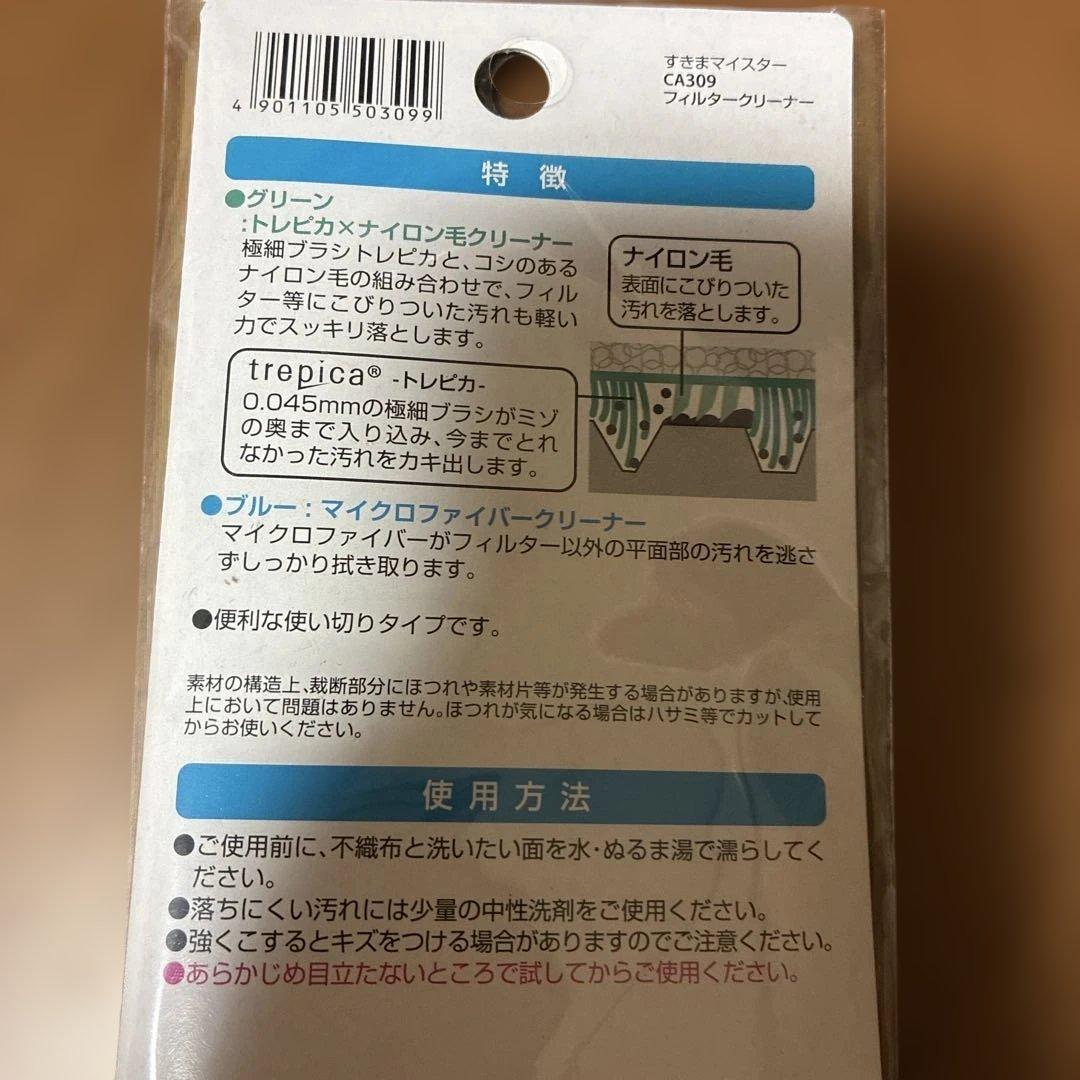 4 901105 503099
すきまマイスター
CA309
フィルタークリーナー
特徴
●グリーン
:トレピカ×ナイロン毛クリーナー
極細ブラシトレピカと、コシのある
ナイロン毛の組み合わせで、フィル
ター等にこびりついた汚れも軽い
力でスッキリ落とします。
ナイロン毛
表面にこびりついた
汚れを落とします。
trepica® -トレピカ-
0.045mmの極細ブラシがミゾ
の奥まで入り込み、今までとれ
なかった汚れをカキ出します。
●ブルー:マイクロファイバークリーナー
マイクロファイバーがフィルター以外の平面部の汚れを逃さ
ずしっかり拭き取ります。
●便利な使い切りタイプです。
素材の構造上、裁断部分にほつれや素材片等が発生する場合がありますが、使用
上において問題はありません。ほつれが気になる場合はハサミ等でカットして
からお使いください。
使用方法
●ご使用前に、不織布と洗いたい面を水・ぬるま湯で濡らしてく
ださい。
●落ちにくい汚れには少量の中性洗剤をご使用ください。
●強くこするとキズをつける場合がありますのでご注意ください。
●あらかじめ目立たないところで試してからご使用ください。